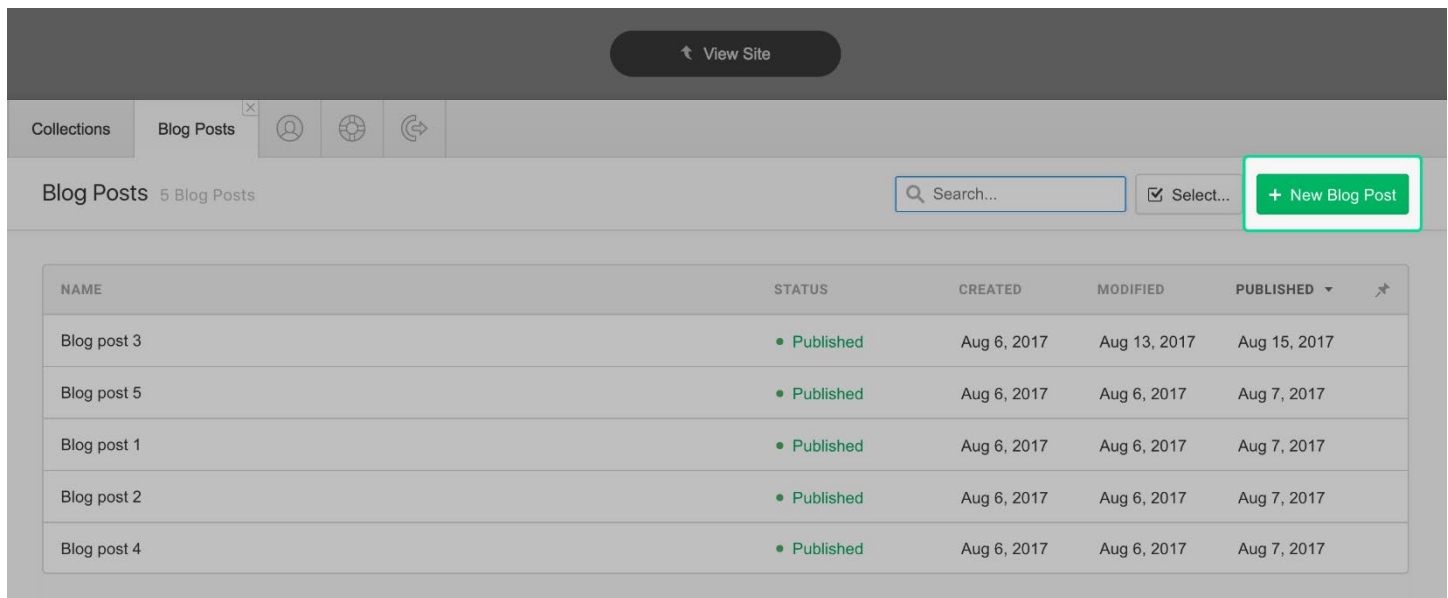 View Site
Collections Blog Posts
Blog Posts 5 Blog Posts Search... Select... + New Blog Post
NAME STATUS CREATED MODIFIED PUBLISHED
Blog post 3 Published Aug 6, 2017 Aug 13, 2017 Aug 15, 2017
Blog post 5 Published Aug 6, 2017 Aug 6, 2017 Aug 7, 2017
Blog post 1 Published Aug 6, 2017 Aug 6, 2017 Aug 7, 2017
Blog post 2 Published Aug 6, 2017 Aug 6, 2017 Aug 7, 2017
Blog post 4 Published Aug 6, 2017 Aug 6, 2017 Aug 7, 2017